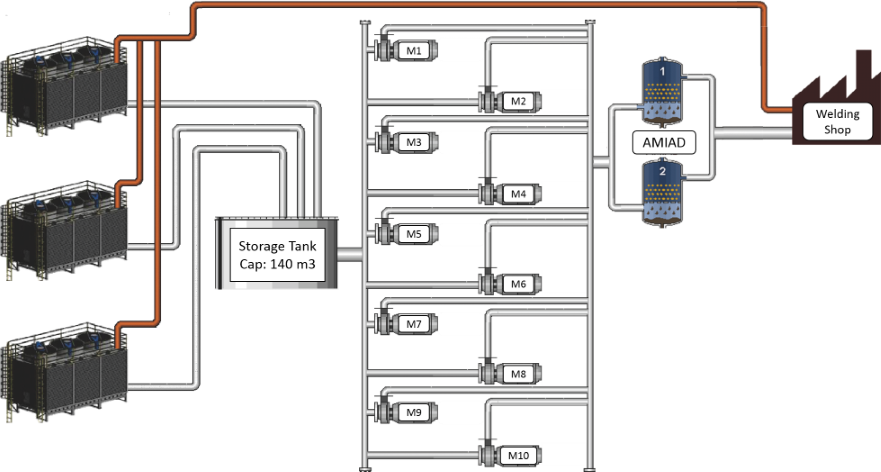 M1
M2
M3
M4
M5
M6
M7
M8
M9
M10
Storage Tank
Cap: 140 m3
1
AMIAD
2
Welding
Shop